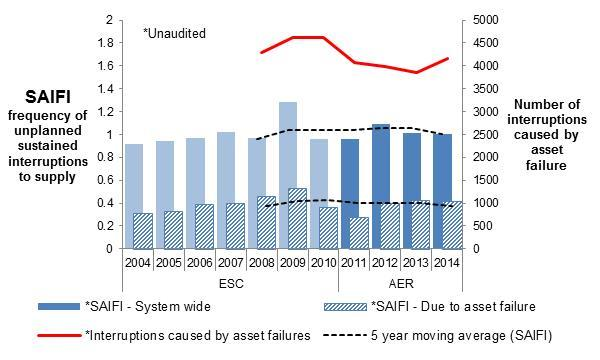 *Unaudited
SAIFI
frequency of
unplanned
sustained
interruptions
to supply
2
1.8
1.6
1.4
1.2
1
0.8
0.6
0.4
0.2
0
5000
4500
4000
3500
3000
2500
2000
1500
1000
500
0
Number of
interruptions
caused by
asset
failure
2004 2005 2006 2007 2008 2009 2010 2011 2012 2013 2014
ESC AER
*SAIFI - System wide *SAIFI - Due to asset failure
*Interruptions caused by asset failures 5 year moving average (SAIFI)